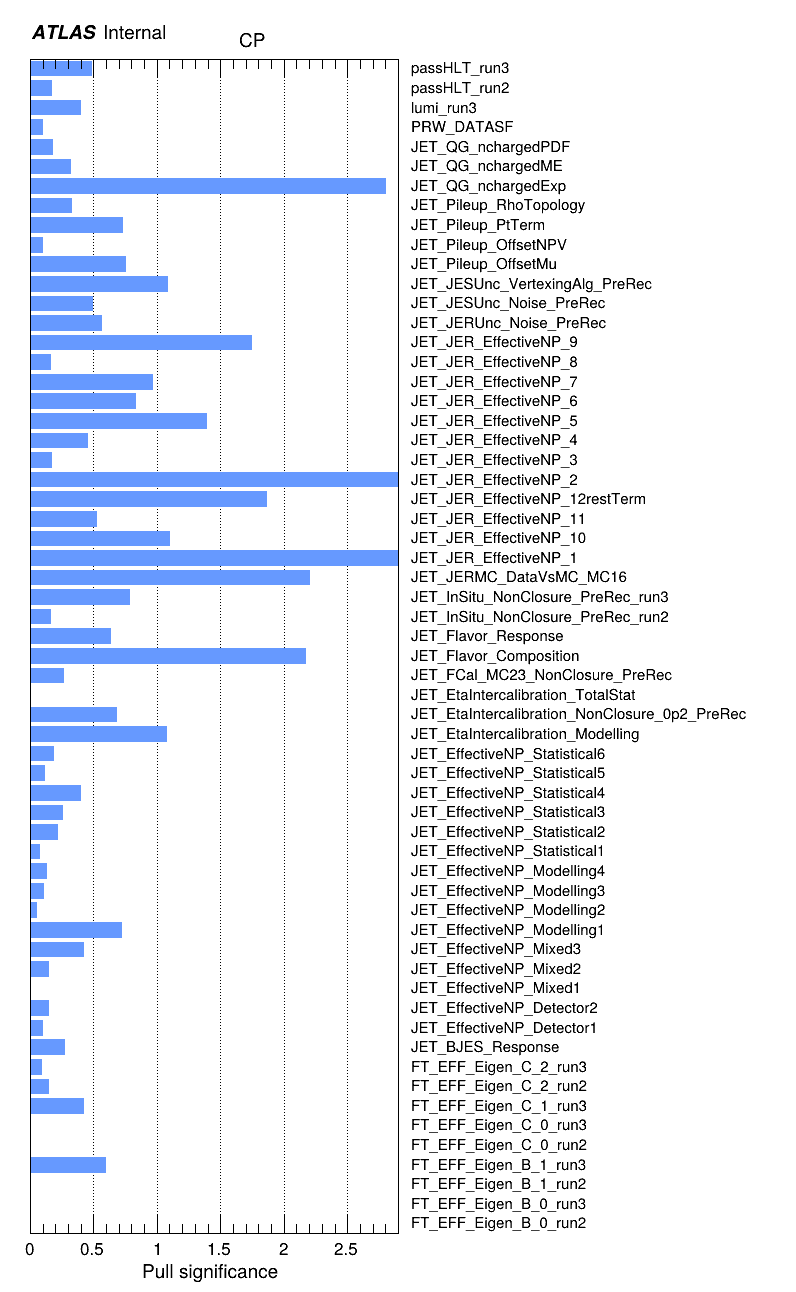 ATLAS Internal
CP
passHLT_run3
passHLT_run2
lumi_run3
PRW_DATASF
JET_QG_nchargedPDF
JET_QG_nchargedME
JET_QG_nchargedExp
JET_Pileup_RhoTopology
JET_Pileup_PtTerm
JET_Pileup_OffsetNPV
JET_Pileup_OffsetMu
JET_JESUnc_VertexingAlg_PreRec
JET_JESUnc_Noise_PreRec
JET_JERUnc_Noise_PreRec
JET_JER_EffectiveNP_9
JET_JER_EffectiveNP_8
JET_JER_EffectiveNP_7
JET_JER_EffectiveNP_6
JET_JER_EffectiveNP_5
JET_JER_EffectiveNP_4
JET_JER_EffectiveNP_3
JET_JER_EffectiveNP_2
JET_JER_EffectiveNP_12restTerm
JET_JER_EffectiveNP_11
JET_JER_EffectiveNP_10
JET_JER_EffectiveNP_1
JET_JERMC_DataVsMC_MC16
JET_InSitu_NonClosure_PreRec_run3
JET_InSitu_NonClosure_PreRec_run2
JET_Flavor_Response
JET_Flavor_Composition
JET_FCal_MC23_NonClosure_PreRec
JET_EtaIntercalibration_TotalStat
JET_EtaIntercalibration_NonClosure_0p2_PreRec
JET_EtaIntercalibration_Modelling
JET_EffectiveNP_Statistical6
JET_EffectiveNP_Statistical5
JET_EffectiveNP_Statistical4
JET_EffectiveNP_Statistical3
JET_EffectiveNP_Statistical2
JET_EffectiveNP_Statistical1
JET_EffectiveNP_Modelling4
JET_EffectiveNP_Modelling3
JET_EffectiveNP_Modelling2
JET_EffectiveNP_Modelling1
JET_EffectiveNP_Mixed3
JET_EffectiveNP_Mixed2
JET_EffectiveNP_Mixed1
JET_EffectiveNP_Detector2
JET_EffectiveNP_Detector1
JET_BJES_Response
FT_EFF_Eigen_C_2_run3
FT_EFF_Eigen_C_2_run2
FT_EFF_Eigen_C_1_run3
FT_EFF_Eigen_C_0_run3
FT_EFF_Eigen_C_0_run2
FT_EFF_Eigen_B_1_run3
FT_EFF_Eigen_B_1_run2
FT_EFF_Eigen_B_0_run3
FT_EFF_Eigen_B_0_run2
0 0.5 1 1.5 2 2.5
Pull significance